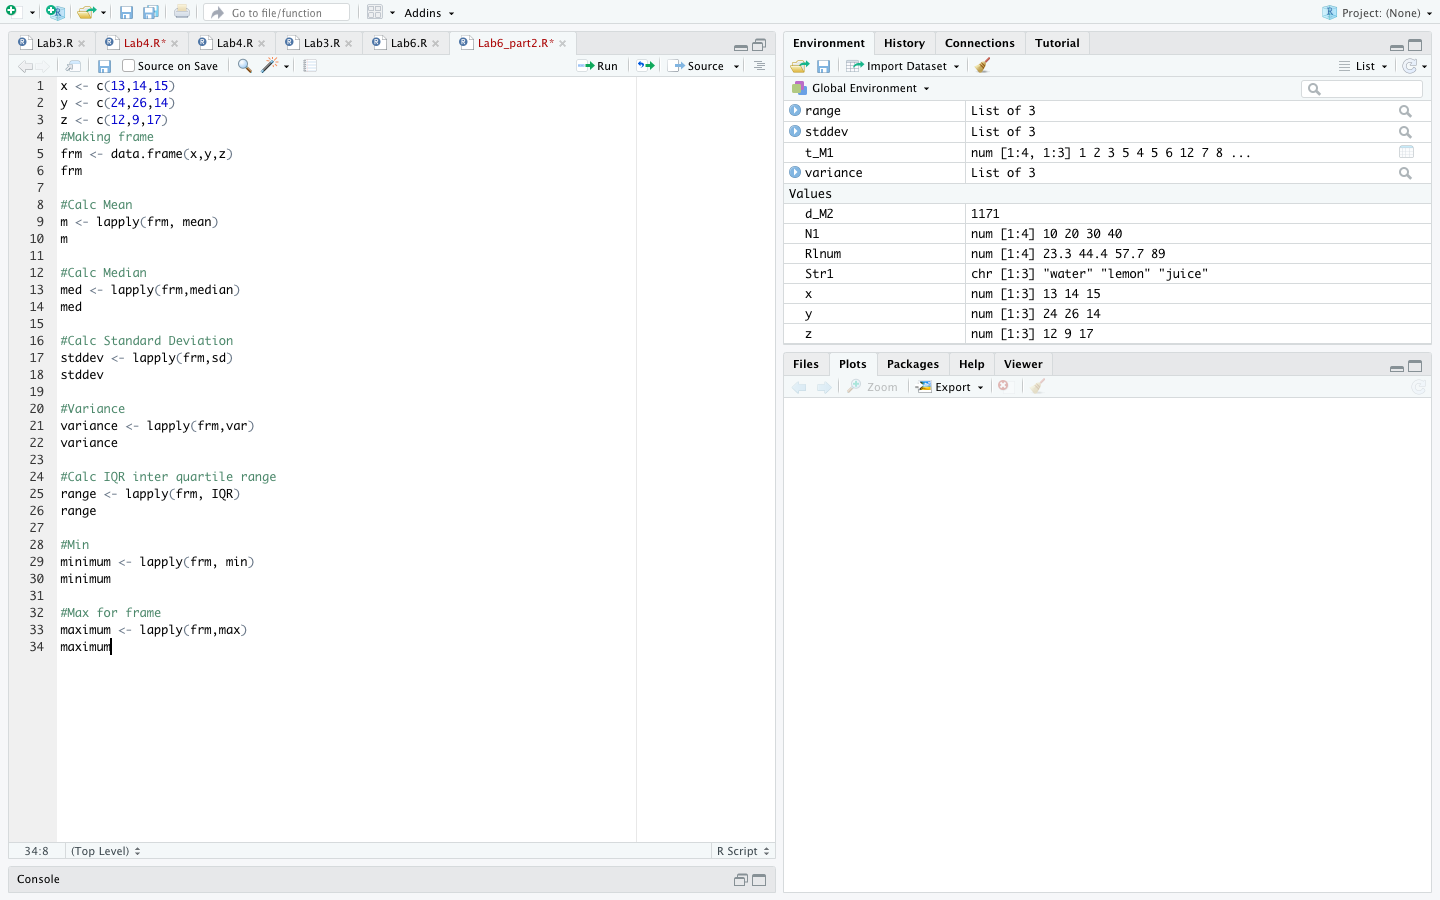 Go to file/function
Addins
Project: (None)
Lab3.R
Lab4.R*
Lab4.R
Lab3.R
Lab6.R
Lab6_part2.R*
Source on Save
Run
Source
1 x <- c(13,14,15)
2 y <- c(24,26,14)
3 z <- c(12,9,17)
4 #Making frame
5 frm <- data.frame(x,y,z)
6 frm
7
8 #Calc Mean
9 m <- lapply(frm, mean)
10 m
11
12 #Calc Median
13 med <- lapply(frm,median)
14 med
15
16 #Calc Standard Deviation
17 stddev <- lapply(frm,sd)
18 stddev
19
20 #Variance
21 variance <- lapply(frm,var)
22 variance
23
24 #Calc IQR inter quartile range
25 range <- lapply(frm, IQR)
26 range
27
28 #Min
29 minimum <- lapply(frm, min)
30 minimum
31
32 #Max for frame
33 maximum <- lapply(frm,max)
34 maximum
34:8 (Top Level) R Script
Console
Environment History Connections Tutorial
Import Dataset List
Global Environment
range List of 3
stddev List of 3
t_M1 num [1:4, 1:3] 1 2 3 5 4 5 6 12 7 8 ...
variance List of 3
Values
d_M2 1171
N1 num [1:4] 10 20 30 40
Rlnum num [1:4] 23.3 44.4 57.7 89
Str1 chr [1:3] "water" "lemon" "juice"
x num [1:3] 13 14 15
y num [1:3] 24 26 14
z num [1:3] 12 9 17
Files Plots Packages Help Viewer
Zoom Export